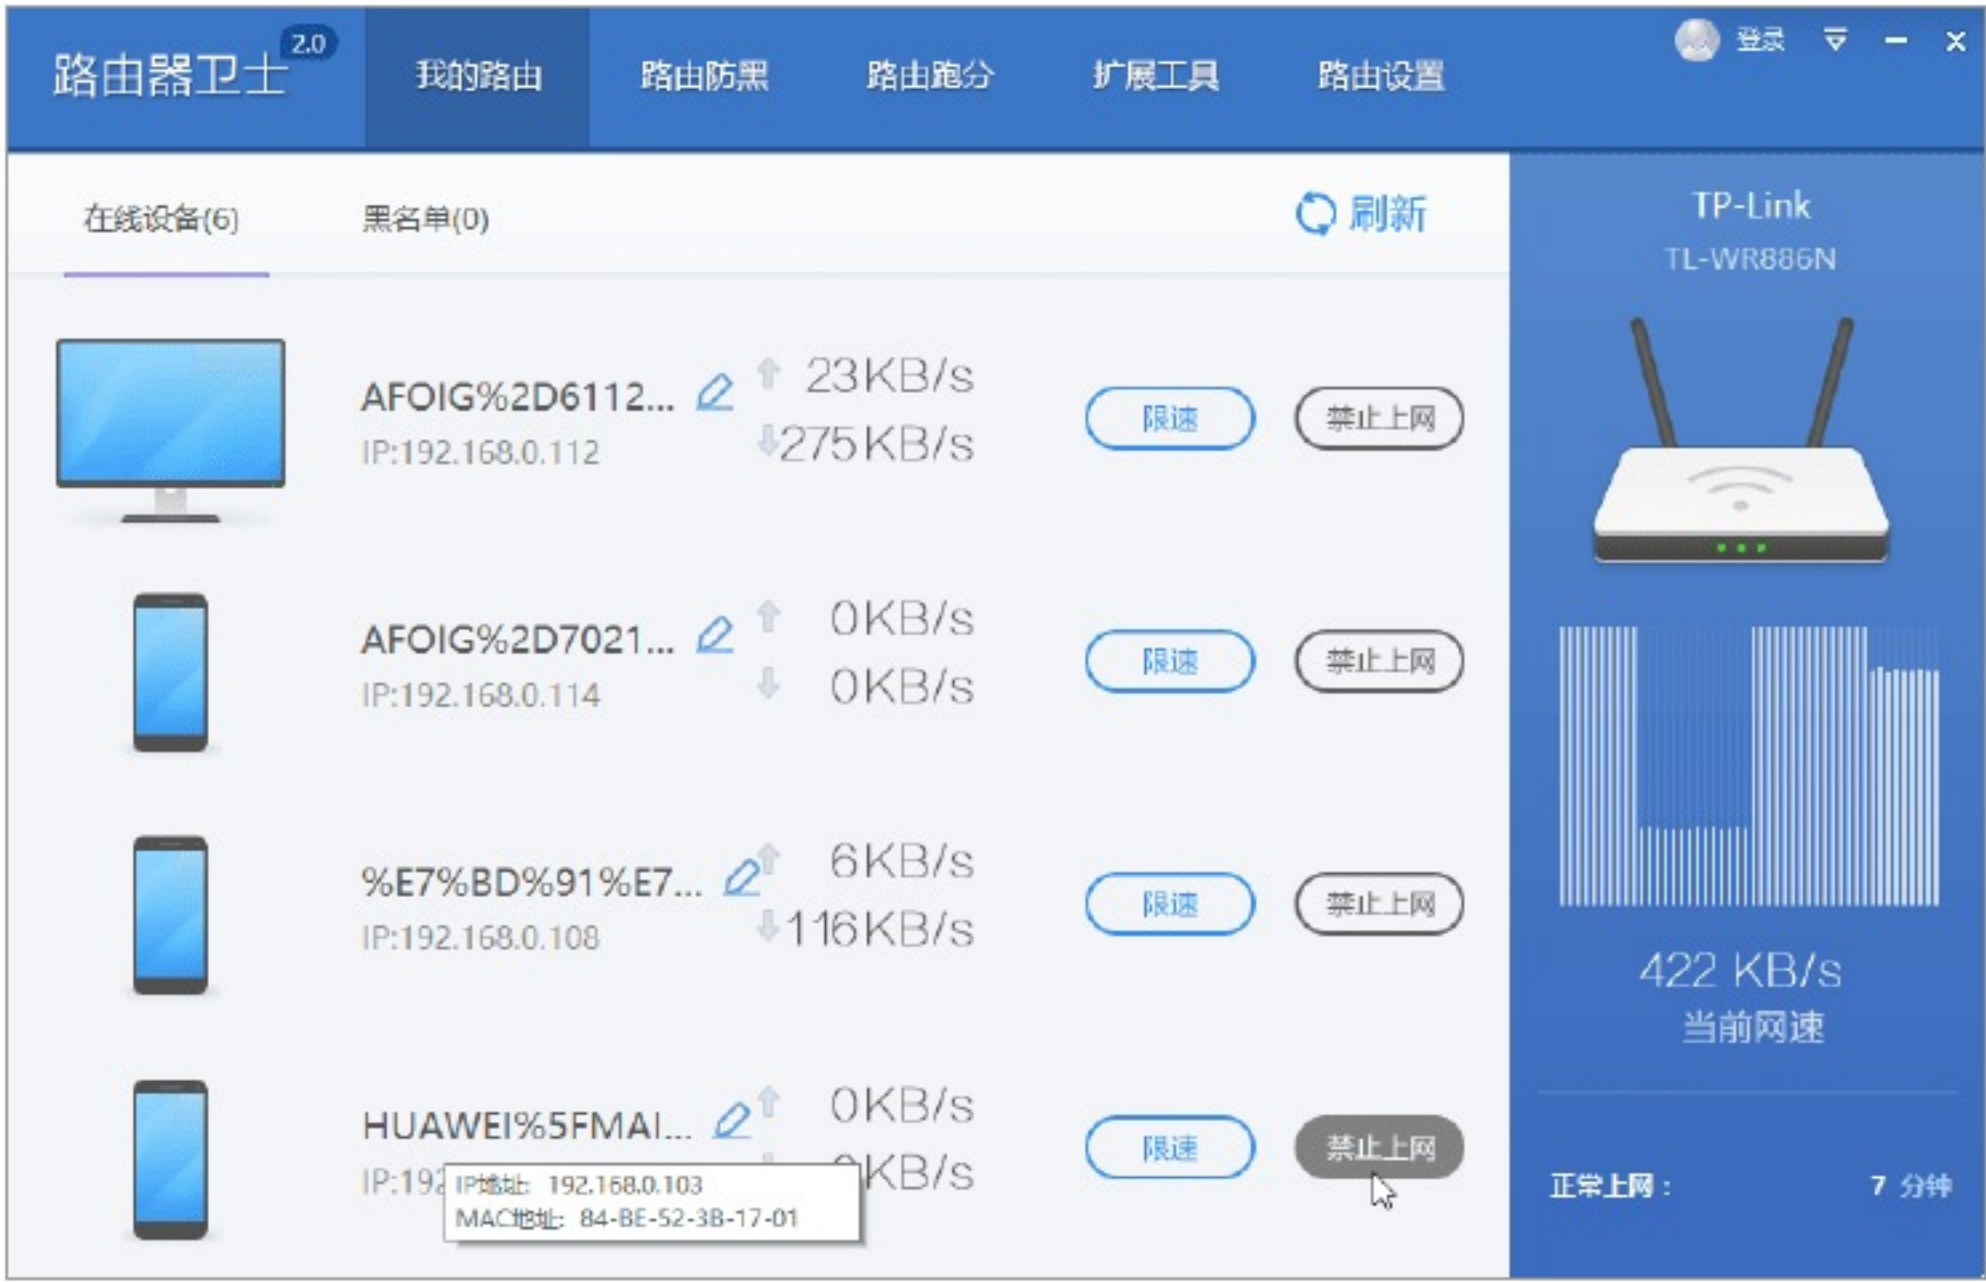 路由器卫士 2.0
我的路由
路由防黑
路由跑分
扩展工具
路由设置
登录
在线设备(6)
黑名单(0)
刷新
AFOIG%2D6112...
IP:192.168.0.112
23KB/s
275KB/s
限速
禁止上网
AFOIG%2D7021...
IP:192.168.0.114
0KB/s
0KB/s
限速
禁止上网
%E7%BD%91%E7...
IP:192.168.0.108
6KB/s
116KB/s
限速
禁止上网
HUAWEI%5FMAI...
IP:192
0KB/s
KB/s
限速
禁止上网
IP地址: 192.168.0.103
MAC地址: 84-BE-52-3B-17-01
TP-Link
TL-WR886N
422 KB/s
当前网速
正常上网： 7 分钟